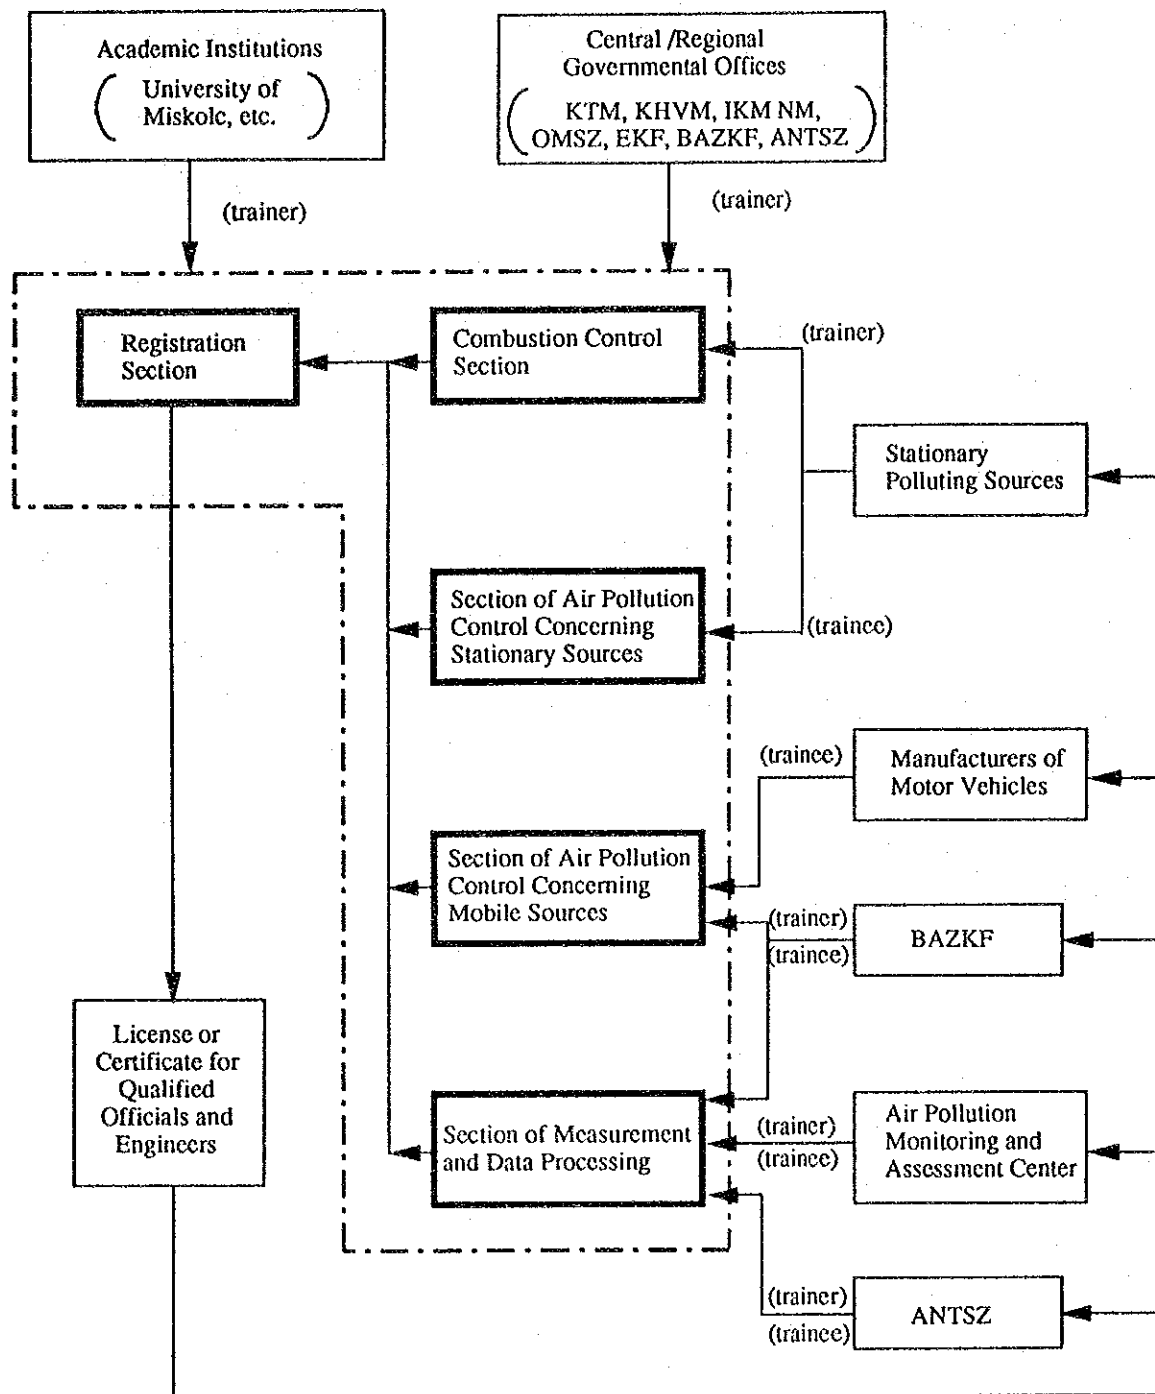 Academic Institutions
University of
Miskolc, etc.
Central /Regional
Governmental Offices
KTM, KHVM, IKM NM,
OMSZ, EKF, BAZKF, ANTSZ
(trainer)
(trainer)
Registration
Section
Combustion Control
Section
(trainer)
Stationary
Polluting Sources
Section of Air Pollution
Control Concerning
Stationary Sources
(trainee)
(trainee)
Manufacturers of
Motor Vehicles
Section of Air Pollution
Control Concerning
Mobile Sources
(trainer)
(trainee)
BAZKF
License or
Certificate for
Qualified
Officials and
Engineers
Section of Measurement
and Data Processing
(trainer)
(trainee)
Air Pollution
Monitoring and
Assessment Center
(trainer)
(trainee)
ANTSZ